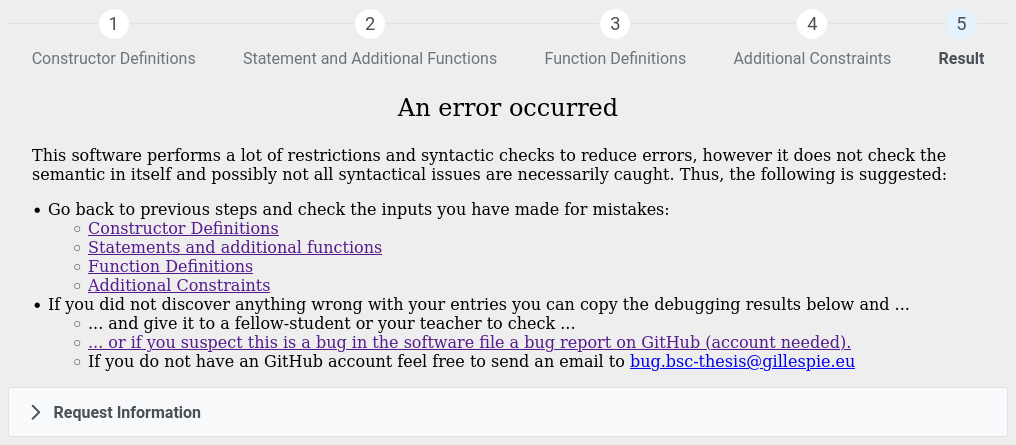 1 2 3 4 5
Constructor Definitions Statement and Additional Functions Function Definitions Additional Constraints Result
An error occurred
This software performs a lot of restrictions and syntactic checks to reduce errors, however it does not check the
semantic in itself and possibly not all syntactical issues are necessarily caught. Thus, the following is suggested:
• Go back to previous steps and check the inputs you have made for mistakes:
◦ Constructor Definitions
◦ Statements and additional functions
◦ Function Definitions
◦ Additional Constraints
• If you did not discover anything wrong with your entries you can copy the debugging results below and ...
◦ ... and give it to a fellow-student or your teacher to check ...
◦ ... or if you suspect this is a bug in the software file a bug report on GitHub (account needed).
◦ If you do not have an GitHub account feel free to send an email to bug.bsc-thesis@gillespie.eu
Request Information